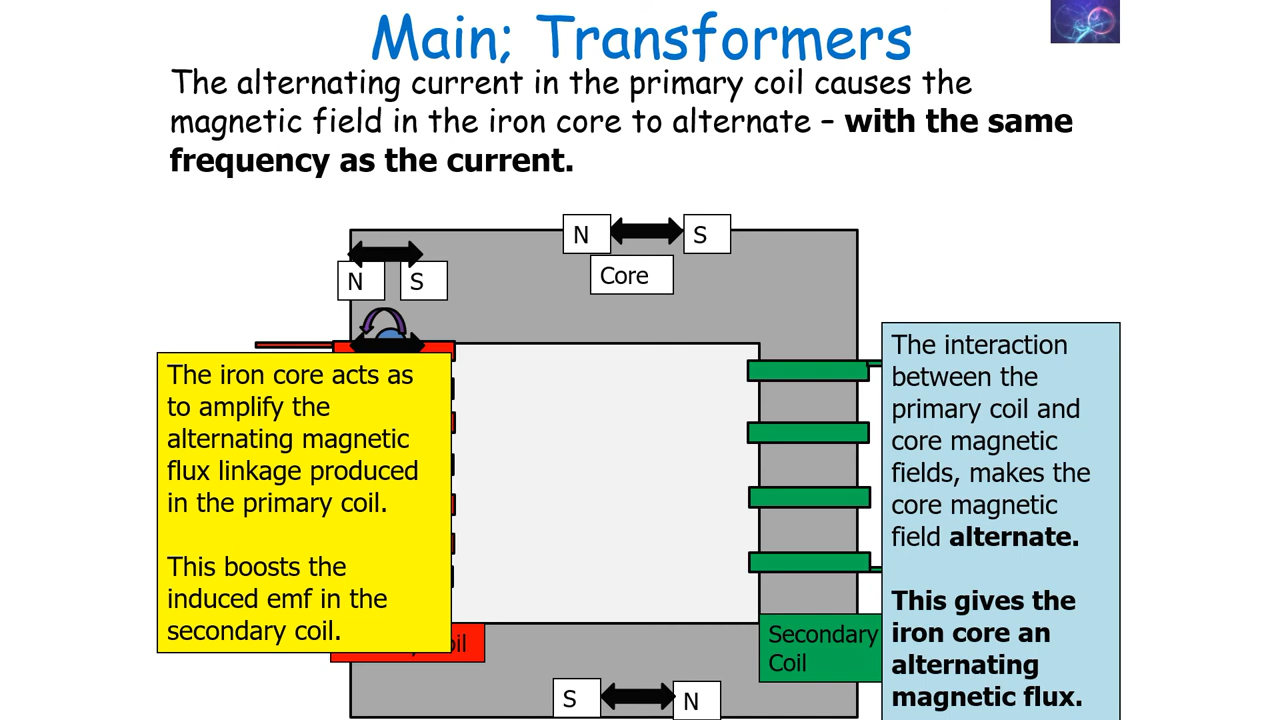 Main; Transformers
The alternating current in the primary coil causes the
magnetic field in the iron core to alternate – with the same
frequency as the current.
N
S
Core
N
S
The iron core acts as
to amplify the
alternating magnetic
flux linkage produced
in the primary coil.
This boosts the
induced emf in the
secondary coil.
The interaction
between the
primary coil and
core magnetic
fields, makes the
core magnetic
field alternate.
This gives the
iron core an
alternating
magnetic flux.
Secondary
Coil
S
N